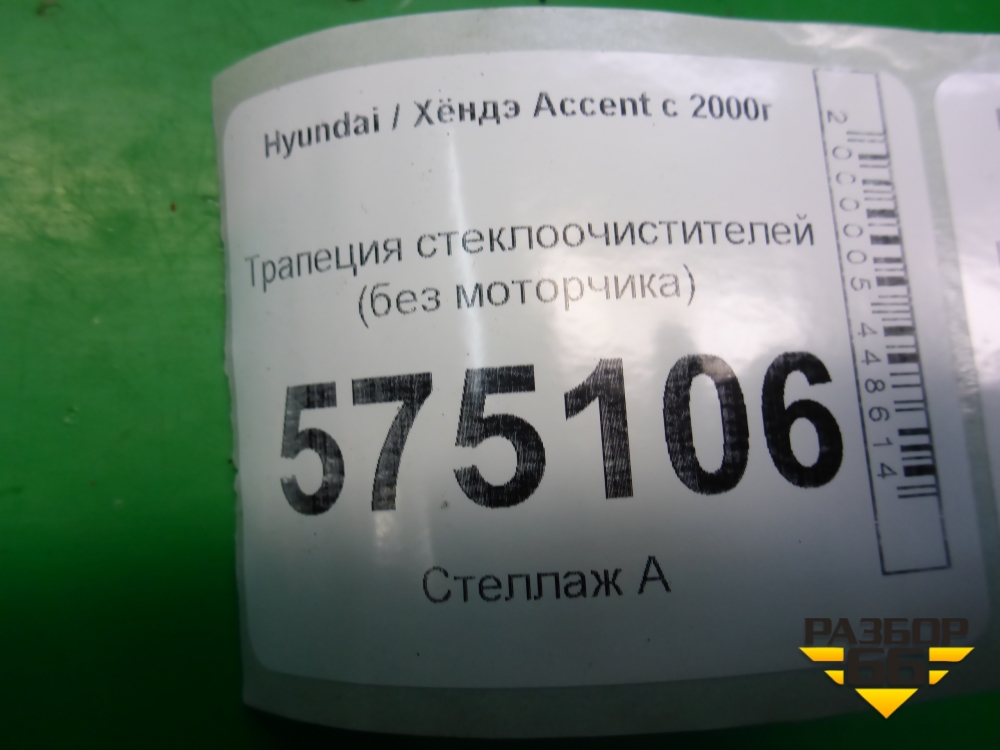 Hyundai / Хёндэ Accent с 2000г
Трапеция стеклоочистителей
(без моторчика)
575106
Стеллаж А
2000005448614
РАЗБОР
66